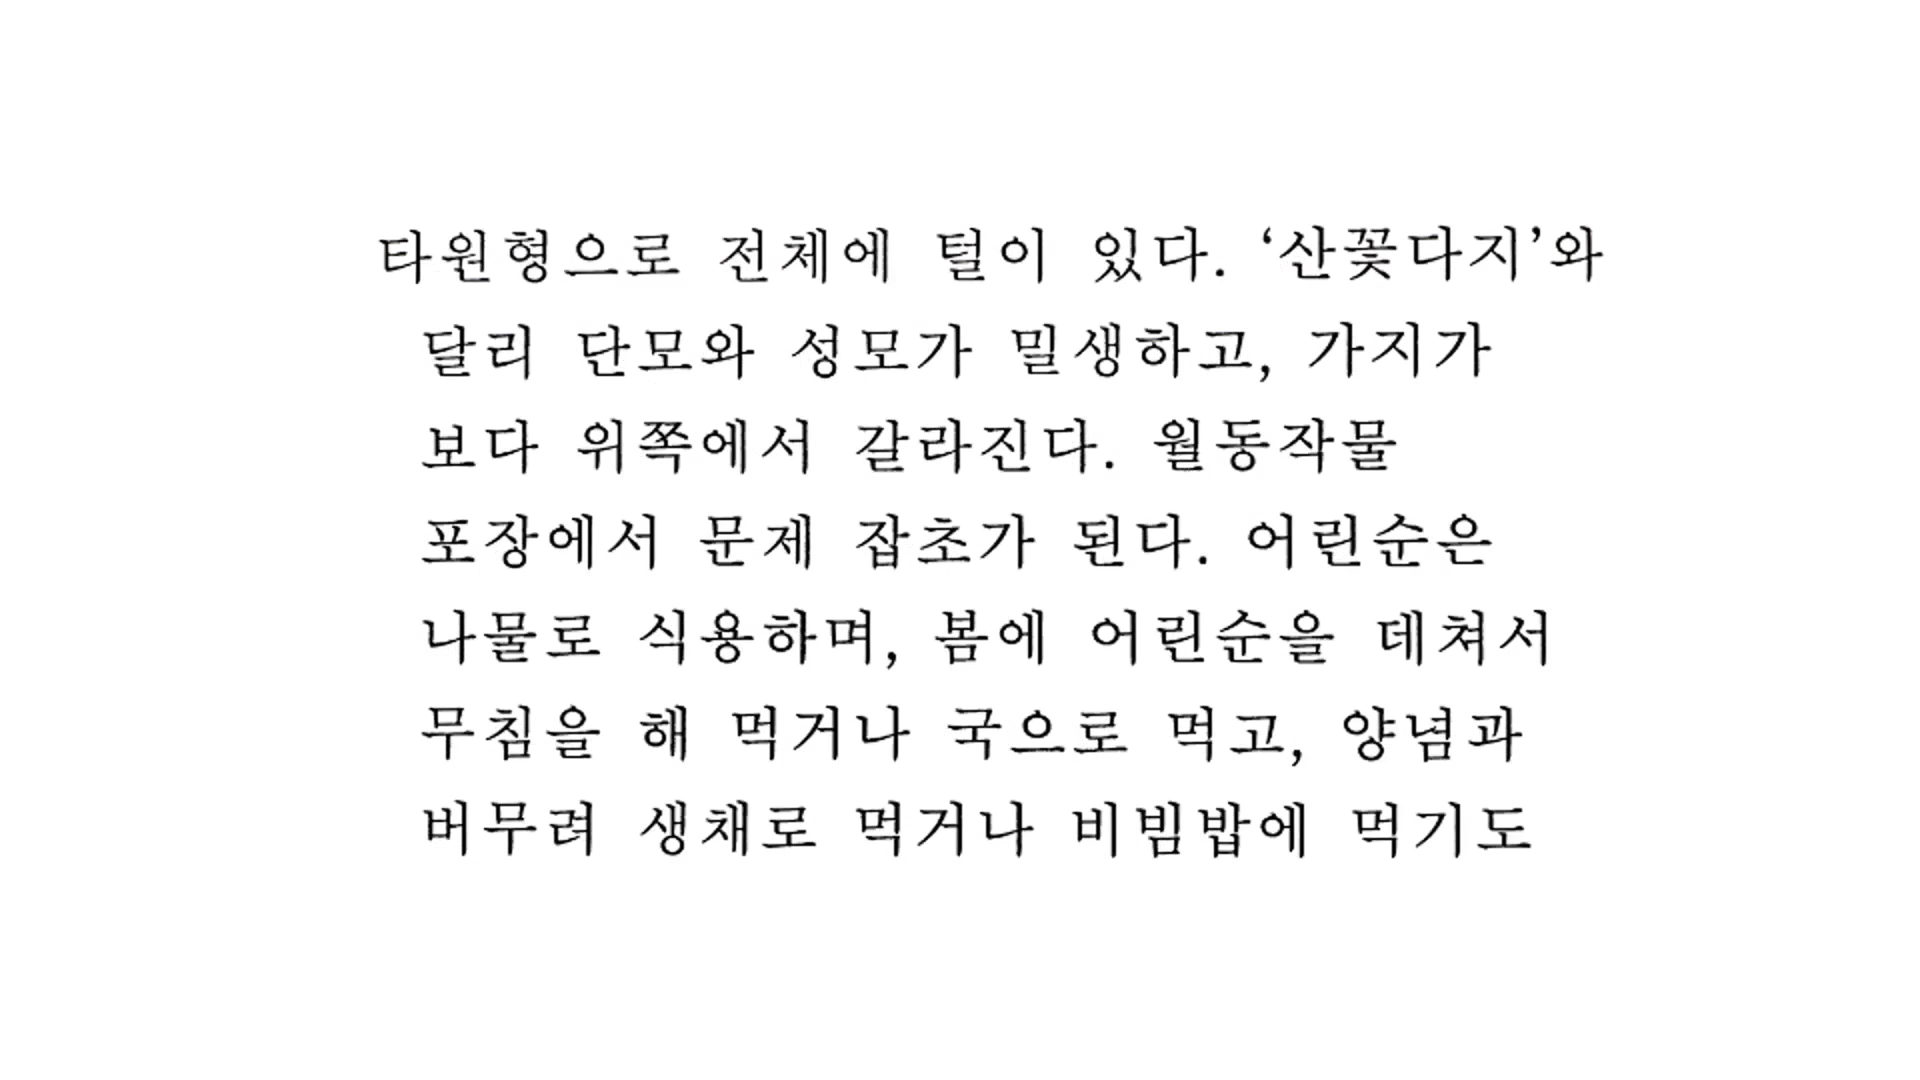 타원형으로 전체에 털이 있다. ‘산꽃다지’와
달리 단모와 성모가 밀생하고, 가지가
보다 위쪽에서 갈라진다. 월동작물
포장에서 문제 잡초가 된다. 어린순은
나물로 식용하며, 봄에 어린순을 데쳐서
무침을 해 먹거나 국으로 먹고, 양념과
버무려 생채로 먹거나 비빔밥에 먹기도